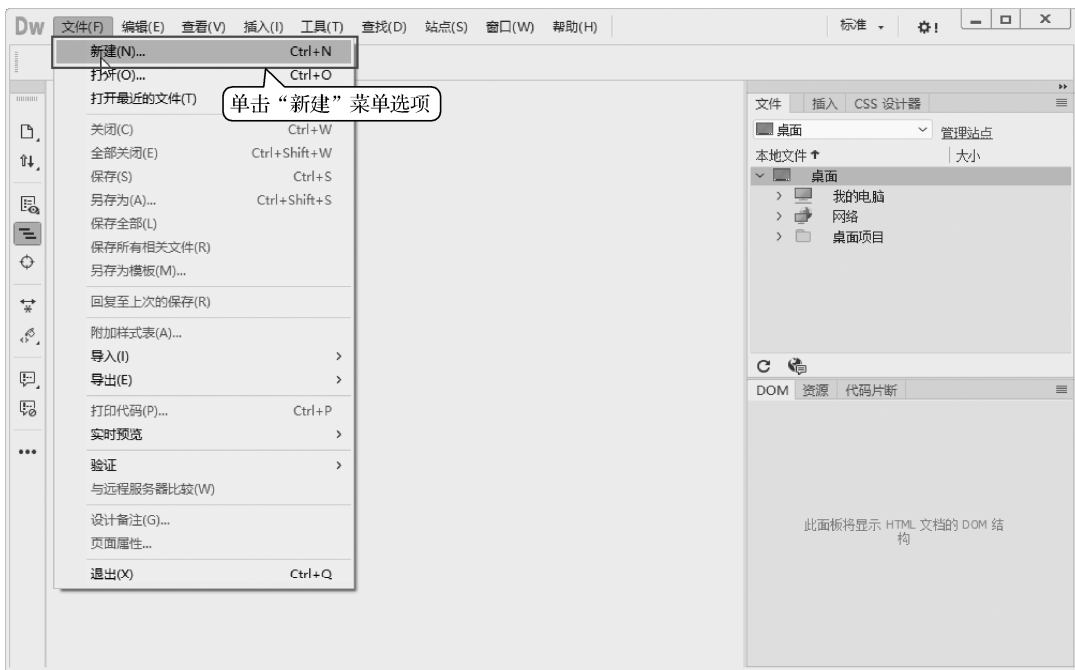 Dw 文件(F) 编辑(E) 查看(V) 插入(I) 工具(T) 查找(D) 站点(S) 窗口(W) 帮助(H) 标准
新建(N)... Ctrl+N
打开(O)... Ctrl+O
打开最近的文件(T)
单击“新建”菜单选项
关闭(C) Ctrl+W
全部关闭(E) Ctrl+Shift+W
保存(S) Ctrl+S
另存为(A)... Ctrl+Shift+S
保存全部(L)
保存所有相关文件(R)
另存为模板(M)...
回复至上次的保存(R)
附加样式表(A)...
导入(I)
导出(E)
打印代码(P)... Ctrl+P
实时预览
验证
与远程服务器比较(W)
设计备注(G)...
页面属性...
退出(X) Ctrl+Q
文件 插入 CSS 设计器
桌面 管理站点
本地文件 大小
桌面
我的电脑
网络
桌面项目
DOM 资源 代码片断
此面板将显示 HTML 文档的 DOM 结
构